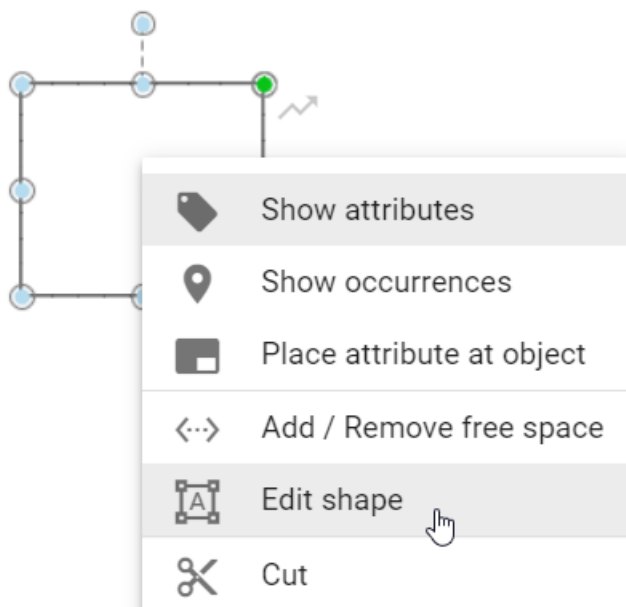 Show attributes
Show occurrences
Place attribute at object
Add / Remove free space
A Edit shape
Cut